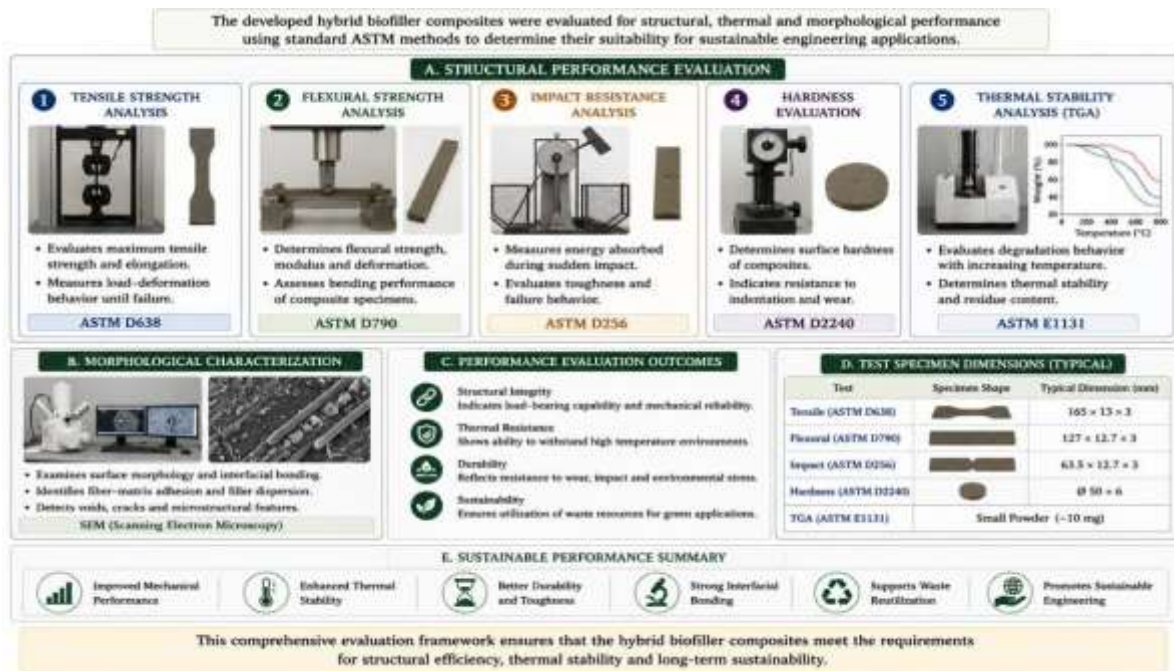 The developed hybrid biofiller composites were evaluated for structural, thermal and morphological performance
using standard ASTM methods to determine their suitability for sustainable engineering applications.
A. STRUCTURAL PERFORMANCE EVALUATION
1 TENSILE STRENGTH
ANALYSIS
• Evaluates maximum tensile
strength and elongation.
• Measures load–deformation
behavior until failure.
ASTM D638
2 FLEXURAL STRENGTH
ANALYSIS
• Determines flexural strength,
modulus and deformation.
• Assesses bending performance
of composite specimens.
ASTM D790
3 IMPACT RESISTANCE
ANALYSIS
• Measures energy absorbed
during sudden impact.
• Evaluates toughness and
failure behavior.
ASTM D256
4 HARDNESS
EVALUATION
• Determines surface hardness
of composites.
• Indicates resistance to
indentation and wear.
ASTM D2240
5 THERMAL STABILITY
ANALYSIS (TGA)
Weight (%)
100
80
60
40
20
0 200 400 600 800
Temperature (°C)
• Evaluates degradation behavior
with increasing temperature.
• Determines thermal stability
and residue content.
ASTM E1131
B. MORPHOLOGICAL CHARACTERIZATION
• Examines surface morphology and interfacial bonding.
• Identifies fiber–matrix adhesion and filler dispersion.
• Detects voids, cracks and microstructural features.
SEM (Scanning Electron Microscopy)
C. PERFORMANCE EVALUATION OUTCOMES
Structural Integrity
Indicates load–bearing capability and mechanical reliability.
Thermal Resistance
Shows ability to withstand high temperature environments.
Durability
Reflects resistance to wear, impact and environmental stress.
Sustainability
Ensures utilization of waste resources for green applications.
D. TEST SPECIMEN DIMENSIONS (TYPICAL)
Test Specimen Shape Typical Dimension (mm)
Tensile (ASTM D638) 165 × 13 × 3
Flexural (ASTM D790) 127 × 12.7 × 3
Impact (ASTM D256) 63.5 × 12.7 × 3
Hardness (ASTM D2240) Ø 50 × 6
TGA (ASTM E1131) Small Powder (~10 mg)
E. SUSTAINABLE PERFORMANCE SUMMARY
Improved Mechanical
Performance
Enhanced Thermal
Stability
Better Durability
and Toughness
Strong Interfacial
Bonding
Supports Waste
Reutilization
Promotes Sustainable
Engineering
This comprehensive evaluation framework ensures that the hybrid biofiller composites meet the requirements
for structural efficiency, thermal stability and long-term sustainability.